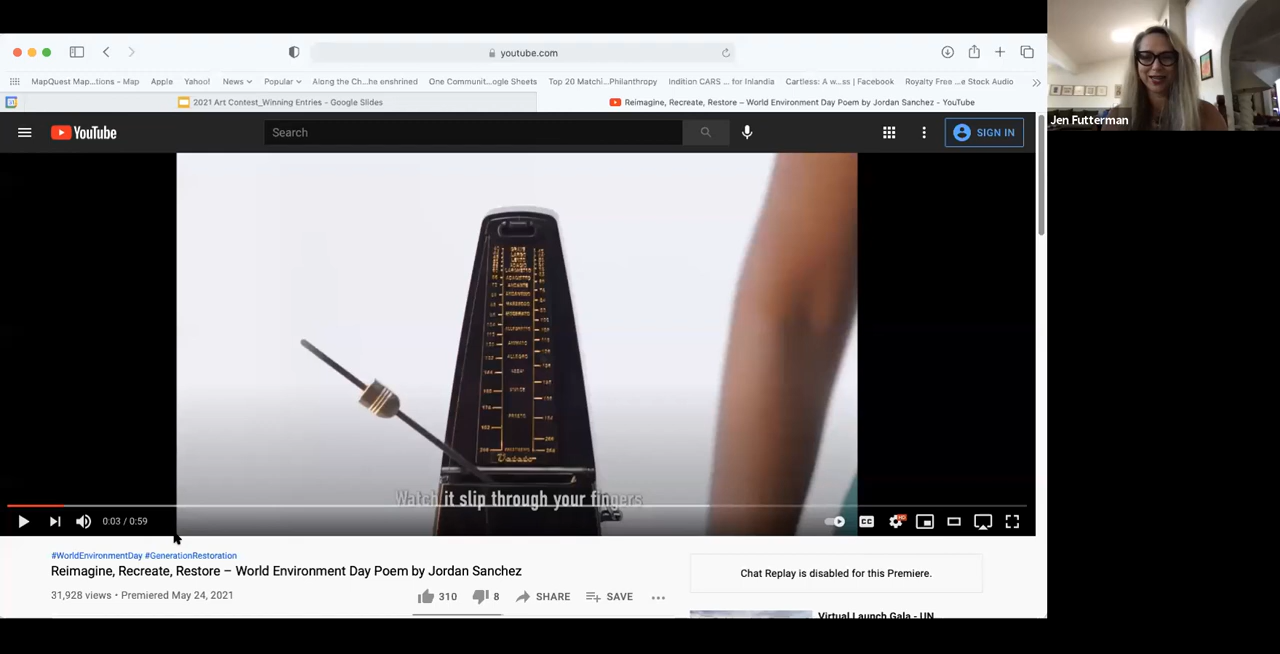 youtube.com
MapQuest Map...tions - Map Apple Yahoo! News Popular Along the Ch...he enshrined One Communit...ogle Sheets Top 20 Matchi...Philanthropy Indition CARS ... for Inlandia Cartless: A w...ss | Facebook Royalty Free ...e Stock Audio
2021 Art Contest_Winning Entries - Google Slides
Reimagine, Recreate, Restore – World Environment Day Poem by Jordan Sanchez - YouTube
Jen Futterman
YouTube
Search
SIGN IN
Watch it slip through your fingers
0:03 / 0:59
CC
HD
#WorldEnvironmentDay #GenerationRestoration
Reimagine, Recreate, Restore – World Environment Day Poem by Jordan Sanchez
31,928 views • Premiered May 24, 2021
310
8
SHARE
SAVE
Chat Replay is disabled for this Premiere.
Virtual Launch Gala - UN